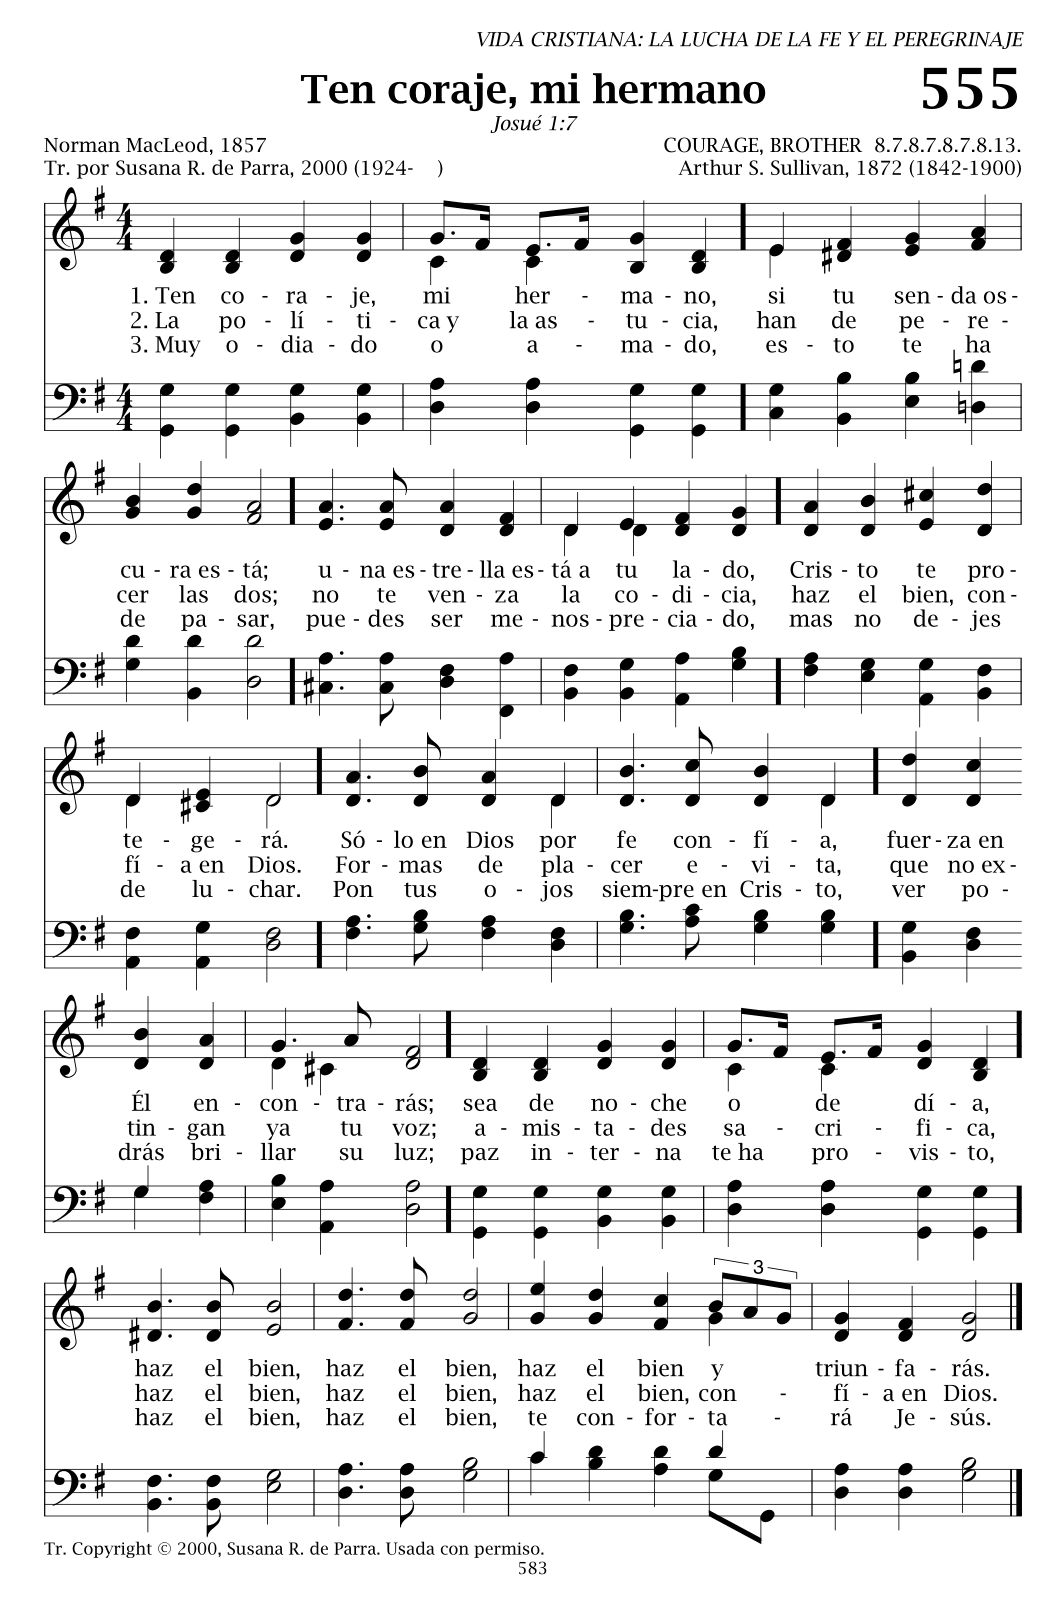 VIDA CRISTIANA: LA LUCHA DE LA FE Y EL PEREGRINAJE
Ten coraje, mi hermano 555
Josué 1:7
Norman MacLeod, 1857 COURAGE, BROTHER 8.7.8.7.8.7.8.13.
Tr. por Susana R. de Parra, 2000 (1924- ) Arthur S. Sullivan, 1872 (1842-1900)
1. Ten co - ra - je, mi her - ma - no, si tu sen - da os -
2. La po - lí - ti - ca y la as - tu - cia, han de pe - re -
3. Muy o - dia - do o a - ma - do, es - to te ha
cu - ra es - tá; u - na es - tre - lla es - tá a tu la - do, Cris - to te pro -
cer las dos; no te ven - za la co - di - cia, haz el bien, con -
de pa - sar, pue - des ser me - nos - pre - cia - do, mas no de - jes
te - ge - rá. Só - lo en Dios por fe con - fí - a, fuer - za en
fí - a en Dios. For - mas de pla - cer e - vi - ta, que no ex -
de lu - char. Pon tus o - jos siem-pre en Cris - to, ver po -
Él en - con - tra - rás; sea de no - che o de dí - a,
tin - gan ya tu voz; a - mis - ta - des sa - cri - fi - ca,
drás bri - llar su luz; paz in - ter - na te ha pro - vis - to,
3
haz el bien, haz el bien, haz el bien y triun - fa - rás.
haz el bien, haz el bien, haz el bien, con - fí - a en Dios.
haz el bien, haz el bien, te con - for - ta - rá Je - sús.
Tr. Copyright © 2000, Susana R. de Parra. Usada con permiso.
583